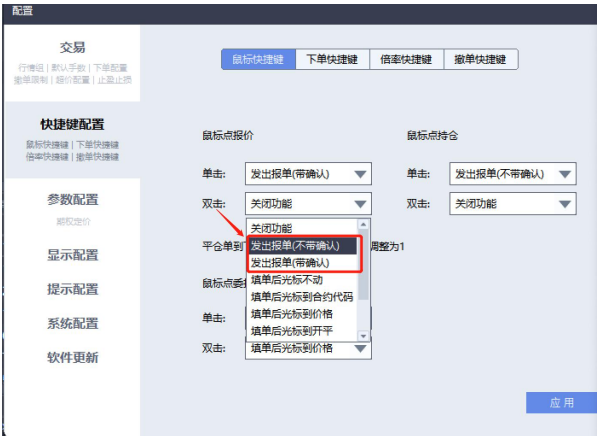 配置
交易
行情组 | 默认手数 | 下单配置
撤单限制 | 超价配置 | 止盈止损
快捷键配置
鼠标快捷键 | 下单快捷键
倍率快捷键 | 撤单快捷键
参数配置
期权定价
显示配置
提示配置
系统配置
软件更新
鼠标快捷键 下单快捷键 倍率快捷键 撤单快捷键
鼠标点报价 鼠标点持仓
单击: 发出报单(带确认) 单击: 发出报单(不带确认)
双击: 关闭功能 双击: 关闭功能
关闭功能
平仓单到 发出报单(不带确认) 调整为1
发出报单(带确认)
鼠标点委 填单后光标不动
填单后光标到合约代码
单击: 填单后光标到价格
填单后光标到开平
双击: 填单后光标到价格
应用